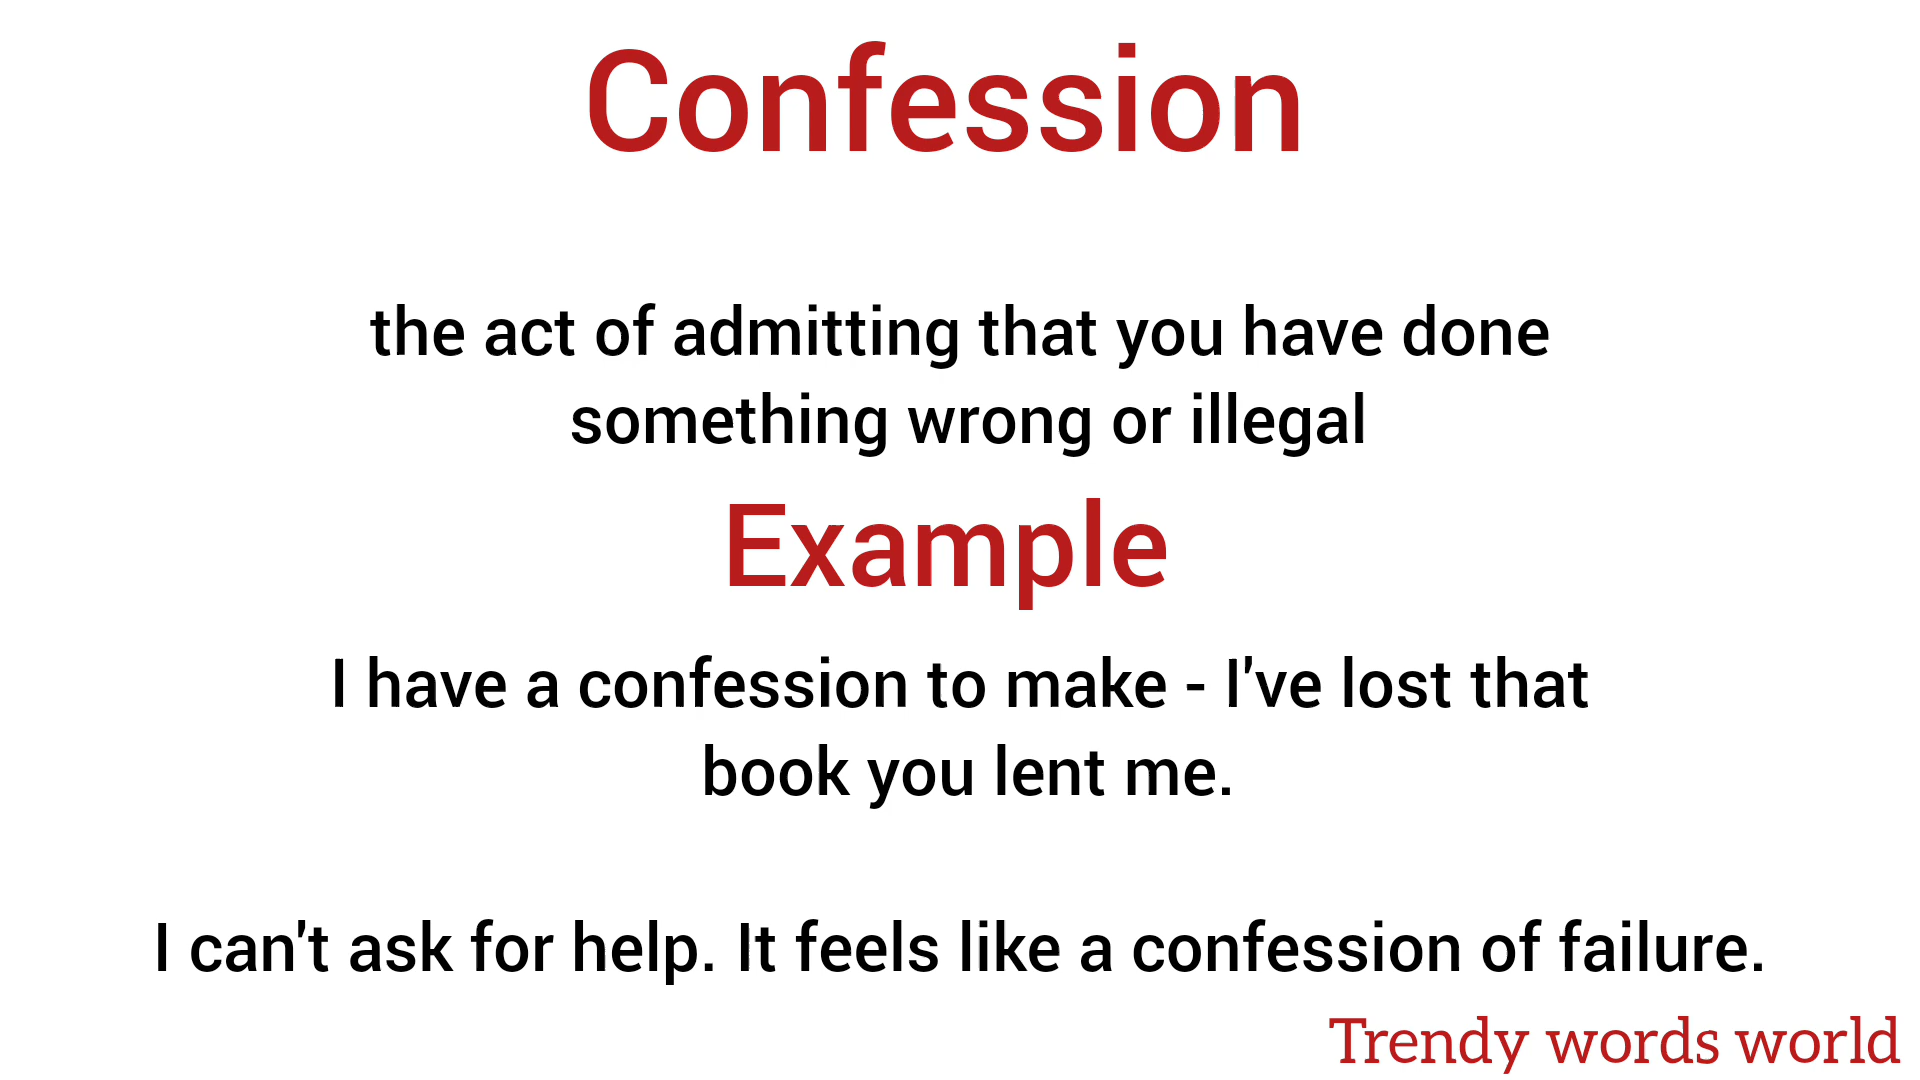 Confession
the act of admitting that you have done
something wrong or illegal
Example
I have a confession to make - I've lost that
book you lent me.
I can't ask for help. It feels like a confession of failure.
Trendy words world